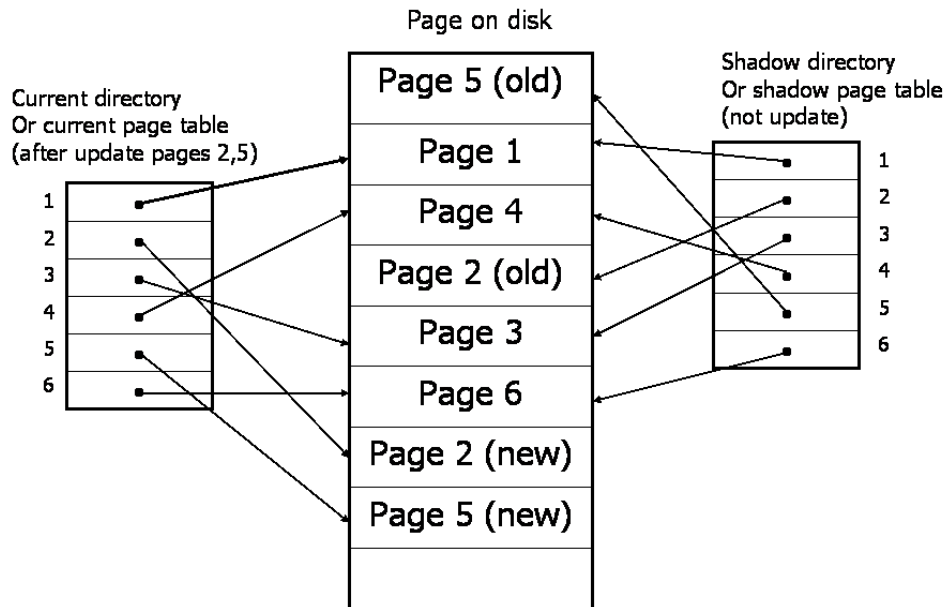 Page on disk
Current directory
Or current page table
(after update pages 2,5)
1
2
3
4
5
6
Page 5 (old)
Page 1
Page 4
Page 2 (old)
Page 3
Page 6
Page 2 (new)
Page 5 (new)
Shadow directory
Or shadow page table
(not update)
1
2
3
4
5
6